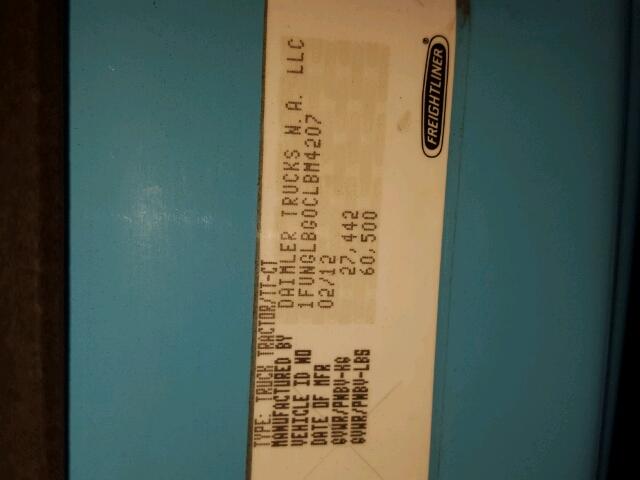 TYPE: TRUCK TRACTOR/TT-CT
MANUFACTURED BY DAIMLER TRUCKS N.A. LLC
VEHICLE ID NO 1FUNGLBG0CLBM4207
DATE OF MFR 02/12
GVWR/PNBV-KG 27,442
GVWR/PNBV-LBS 60,500
FREIGHTLINER ®